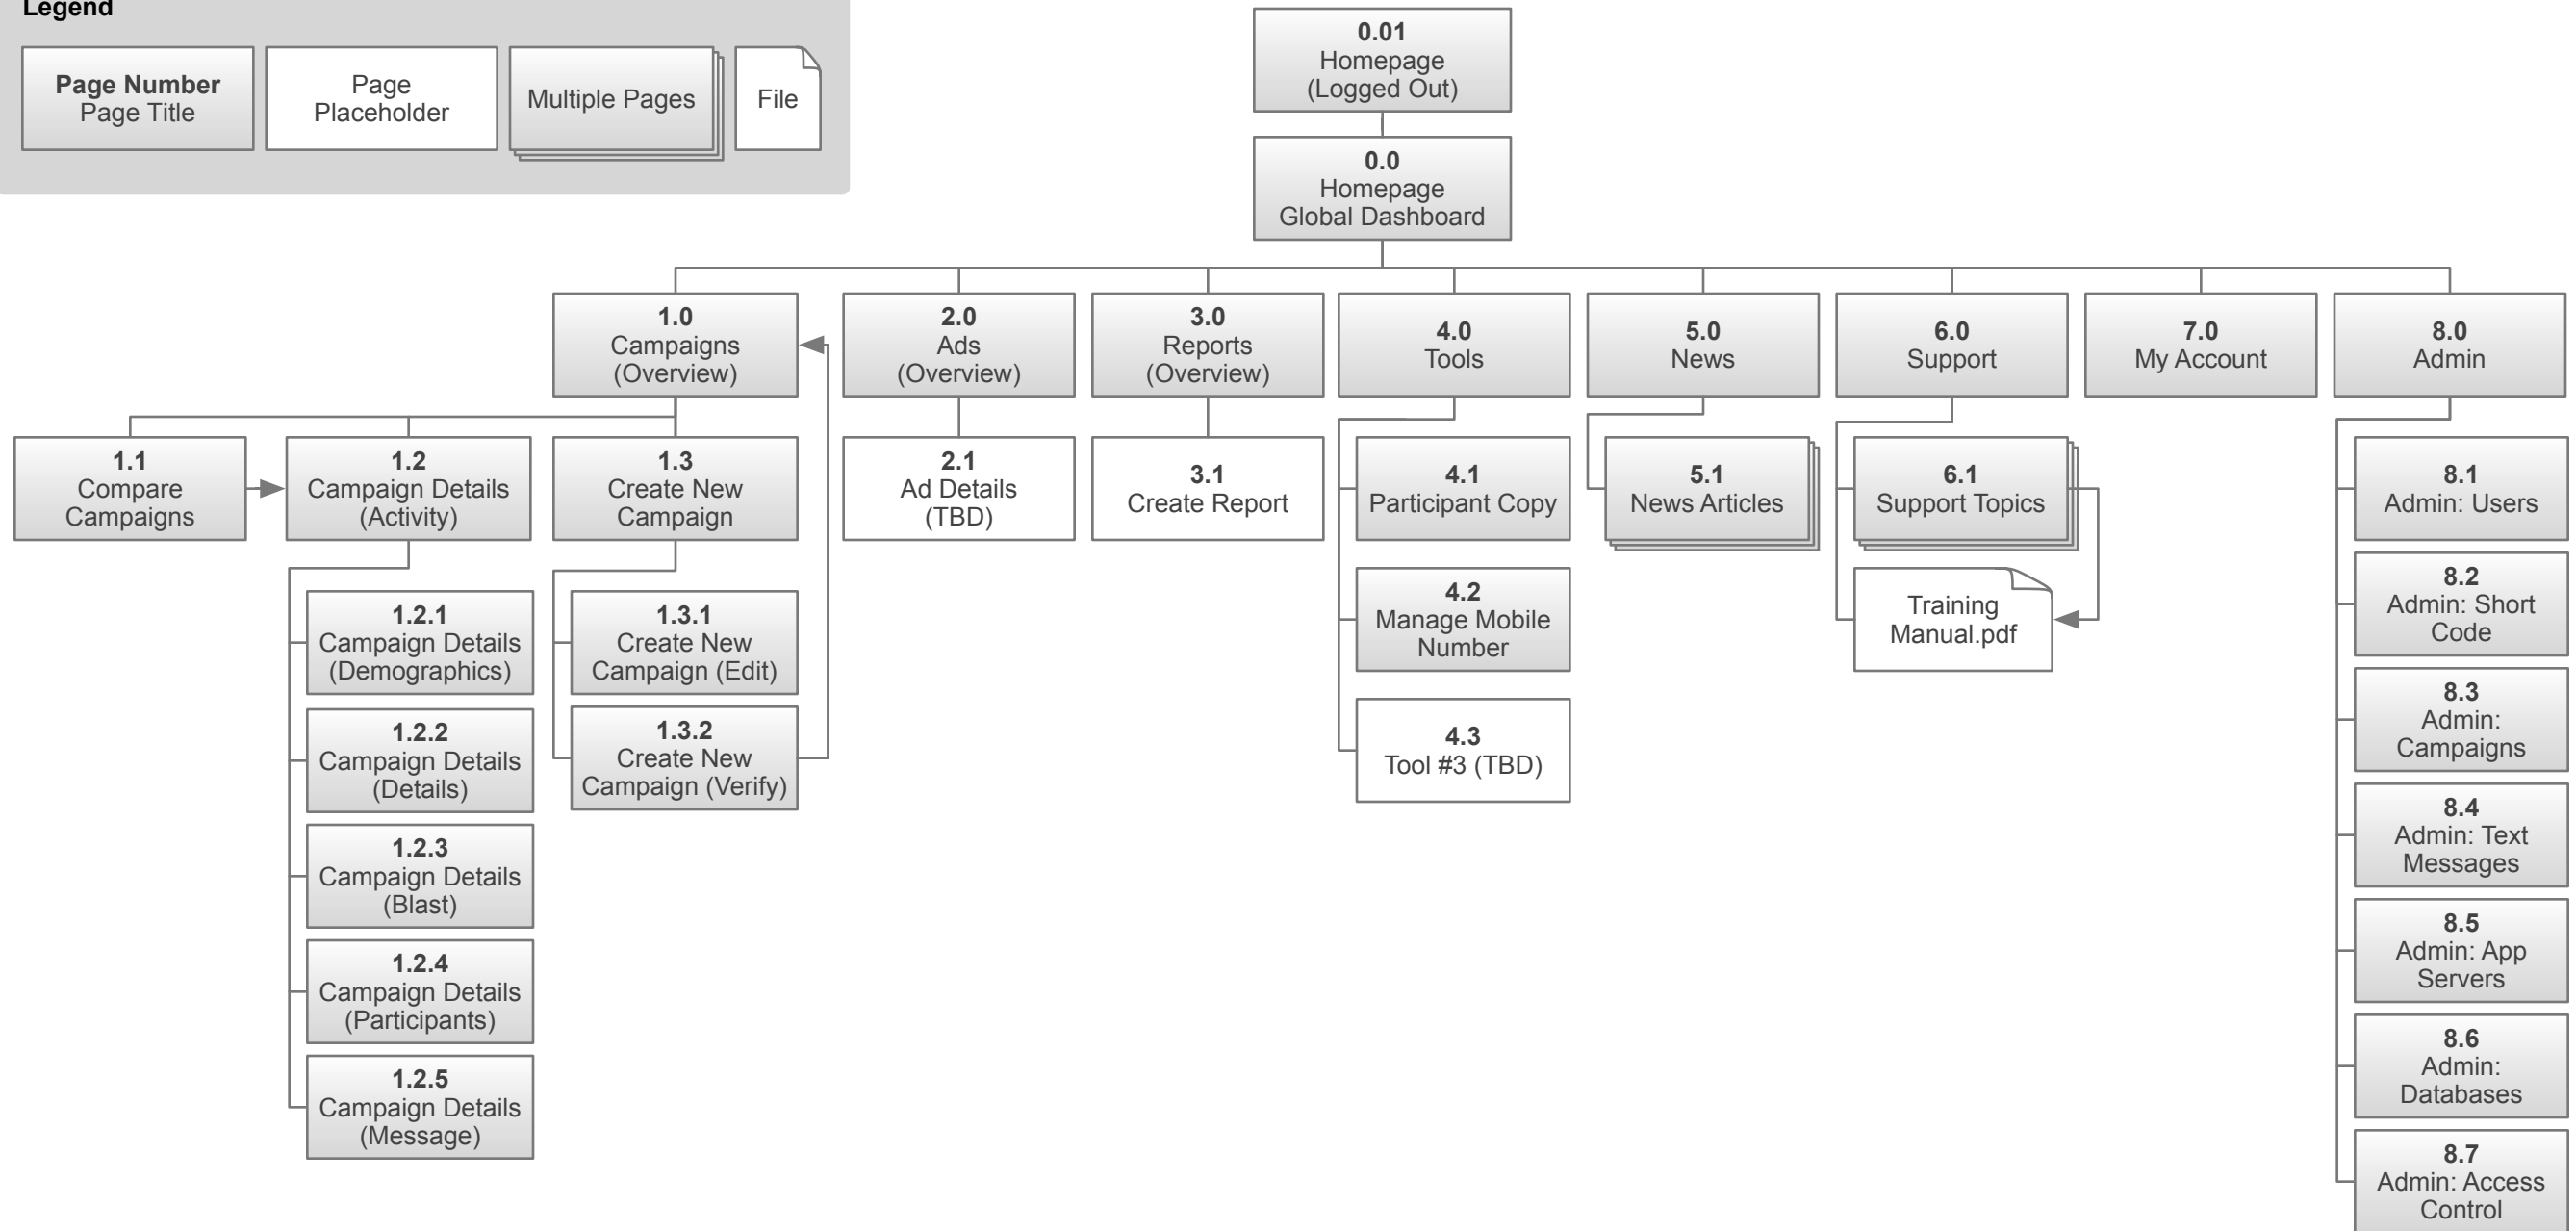 Legend
Page Number
Page Title
Page
Placeholder
Multiple Pages
File
0.01
Homepage
(Logged Out)
0.0
Homepage
Global Dashboard
1.0
Campaigns
(Overview)
2.0
Ads
(Overview)
3.0
Reports
(Overview)
4.0
Tools
5.0
News
6.0
Support
7.0
My Account
8.0
Admin
1.1
Compare
Campaigns
1.2
Campaign Details
(Activity)
1.3
Create New
Campaign
2.1
Ad Details
(TBD)
3.1
Create Report
4.1
Participant Copy
5.1
News Articles
6.1
Support Topics
8.1
Admin: Users
1.2.1
Campaign Details
(Demographics)
1.2.2
Campaign Details
(Details)
1.2.3
Campaign Details
(Blast)
1.2.4
Campaign Details
(Participants)
1.2.5
Campaign Details
(Message)
1.3.1
Create New
Campaign (Edit)
1.3.2
Create New
Campaign (Verify)
4.2
Manage Mobile
Number
4.3
Tool #3 (TBD)
Training
Manual.pdf
8.2
Admin: Short
Code
8.3
Admin:
Campaigns
8.4
Admin: Text
Messages
8.5
Admin: App
Servers
8.6
Admin:
Databases
8.7
Admin: Access
Control